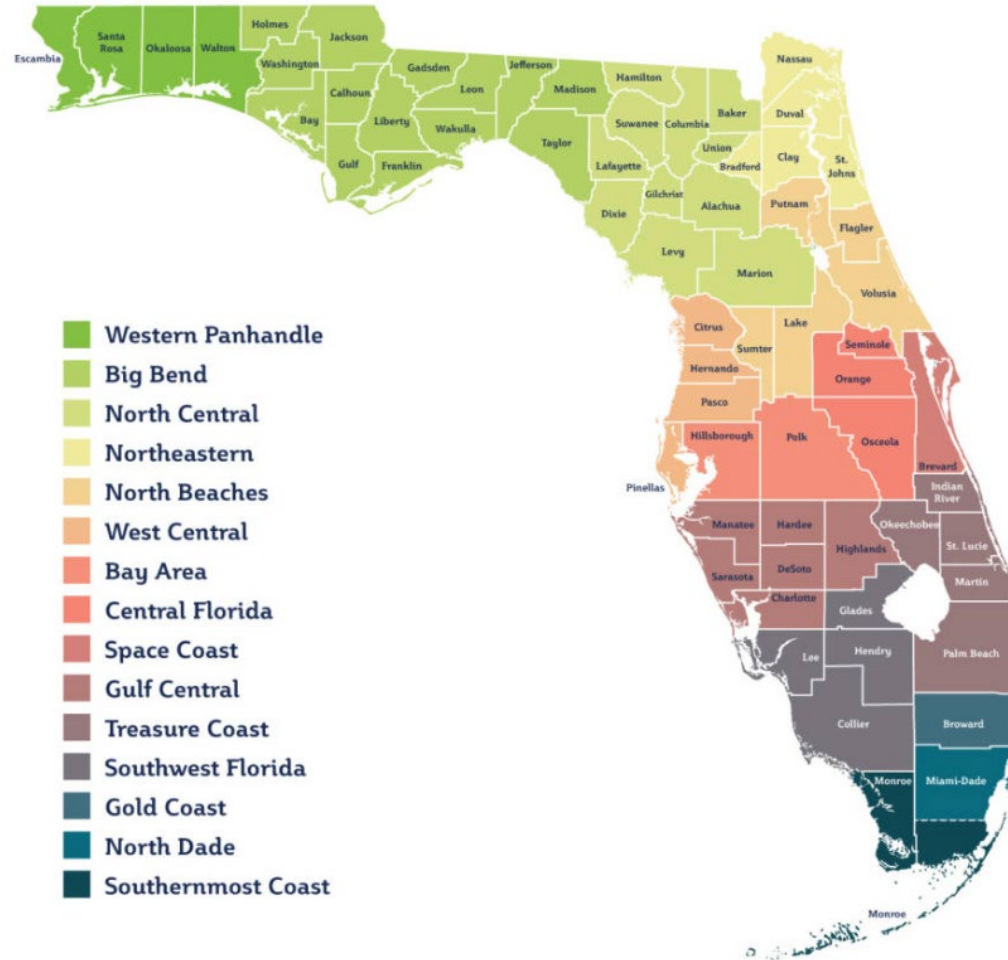 Holmes
Jackson
Santa
Rosa
Okaloosa
Walton
Escambia
Washington
Gadsden
Jefferson
Nassau
Calhoun
Leon
Madison
Hamilton
Bay
Liberty
Wakulla
Suwanee
Columbia
Baker
Duval
Gulf
Franklin
Taylor
Lafayette
Union
Bradford
Clay
St.
Johns
Gilchrist
Dixie
Alachua
Putnam
Flagler
Levy
Marion
Volusia
Citrus
Lake
Sumter
Seminole
Hernando
Orange
Pasco
Hillsborough
Polk
Osceola
Pinellas
Brevard
Indian
River
Manatee
Hardee
Okeechobee
Highlands
St. Lucie
Sarasota
DeSoto
Martin
Charlotte
Glades
Lee
Hendry
Palm Beach
Collier
Broward
Monroe
Miami-Dade
Monroe
Western Panhandle
Big Bend
North Central
Northeastern
North Beaches
West Central
Bay Area
Central Florida
Space Coast
Gulf Central
Treasure Coast
Southwest Florida
Gold Coast
North Dade
Southernmost Coast